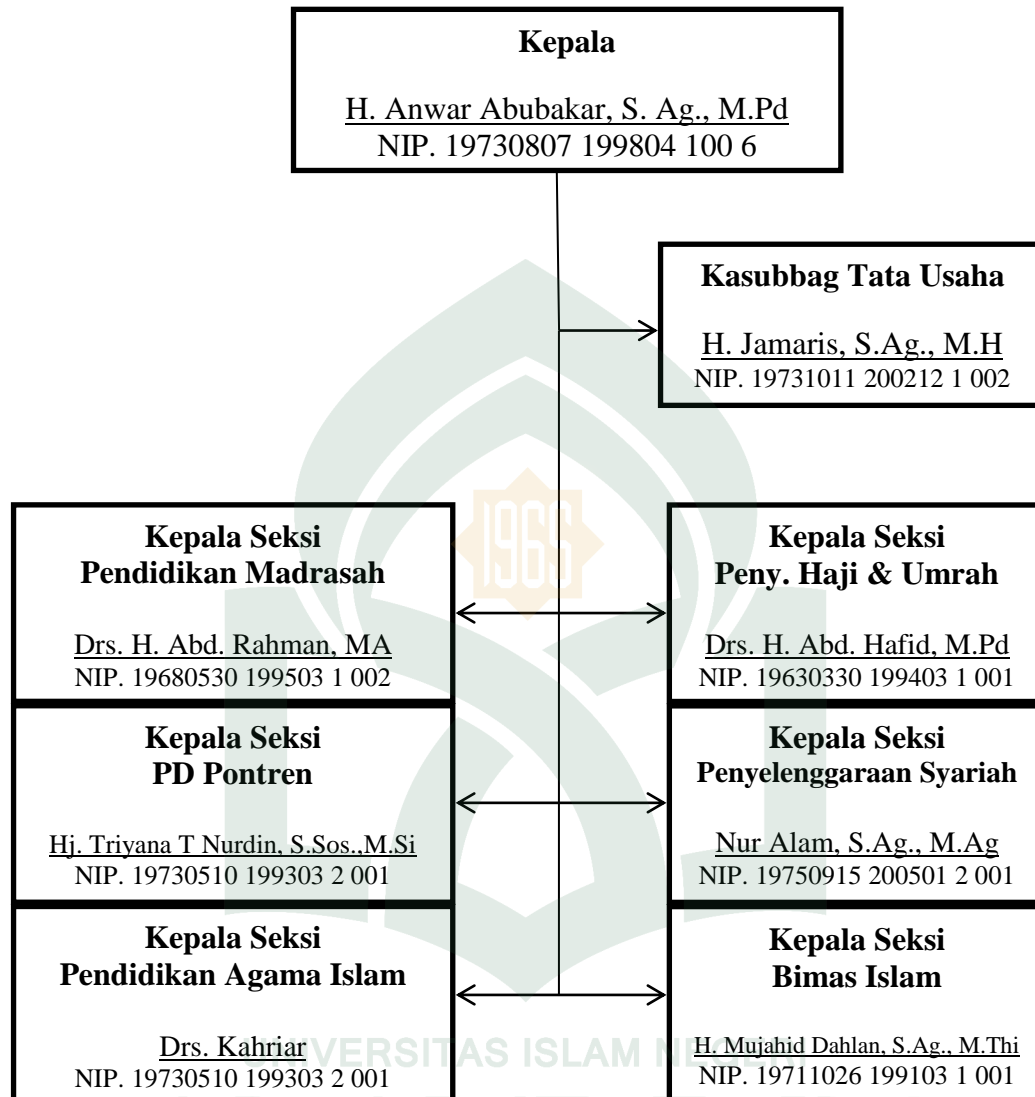 Kepala
H. Anwar Abubakar, S. Ag., M.Pd
NIP. 19730807 199804 100 6
Kasubbag Tata Usaha
H. Jamaris, S.Ag., M.H
NIP. 19731011 200212 1 002
Kepala Seksi
Pendidikan Madrasah
Drs. H. Abd. Rahman, MA
NIP. 19680530 199503 1 002
Kepala Seksi
Peny. Haji & Umrah
Drs. H. Abd. Hafid, M.Pd
NIP. 19630330 199403 1 001
1965
Kepala Seksi
PD Pontren
Hj. Triyana T Nurdin, S.Sos.,M.Si
NIP. 19730510 199303 2 001
Kepala Seksi
Penyelenggaraan Syariah
Nur Alam, S.Ag., M.Ag
NIP. 19750915 200501 2 001
Kepala Seksi
Pendidikan Agama Islam
Drs. Kahriar
NIP. 19730510 199303 2 001
Kepala Seksi
Bimas Islam
H. Mujahid Dahlan, S.Ag., M.Thi
NIP. 19711026 199103 1 001
UNIVERSITAS ISLAM NEGERI